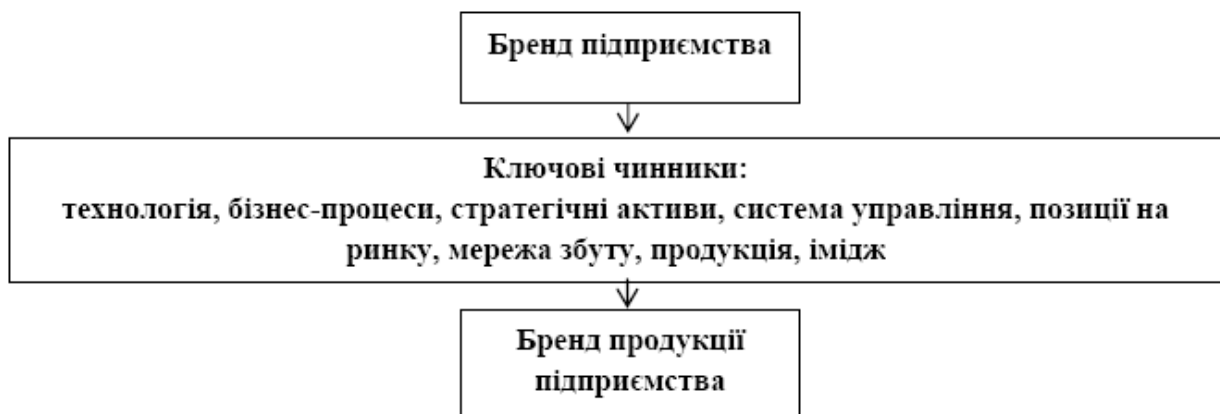 Бренд підприємства
Ключові чинники:
технологія, бізнес-процеси, стратегічні активи, система управління, позиції на
ринку, мережа збуту, продукція, імідж
Бренд продукції
підприємства